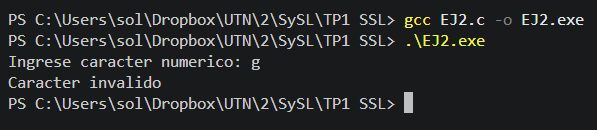 PS C:\Users\sol\Dropbox\UTN\2\SySL\TP1 SSL> gcc EJ2.c -o EJ2.exe
PS C:\Users\sol\Dropbox\UTN\2\SySL\TP1 SSL> .\EJ2.exe
Ingrese caracter numerico: g
Caracter invalido
PS C:\Users\sol\Dropbox\UTN\2\SySL\TP1 SSL>